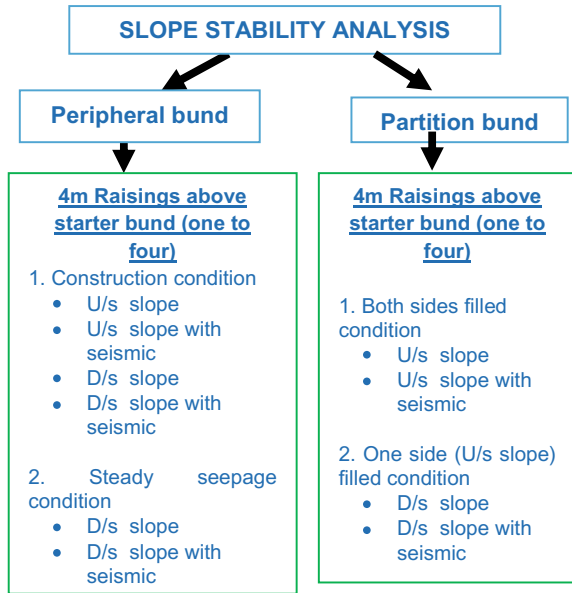 SLOPE STABILITY ANALYSIS
Peripheral bund
Partition bund
4m Raisings above
starter bund (one to
four)
1. Construction condition
• U/s slope
• U/s slope with
seismic
• D/s slope
• D/s slope with
seismic
2. Steady seepage
condition
• D/s slope
• D/s slope with
seismic
4m Raisings above
starter bund (one to
four)
1. Both sides filled
condition
• U/s slope
• U/s slope with
seismic
2. One side (U/s slope)
filled condition
• D/s slope
• D/s slope with
seismic